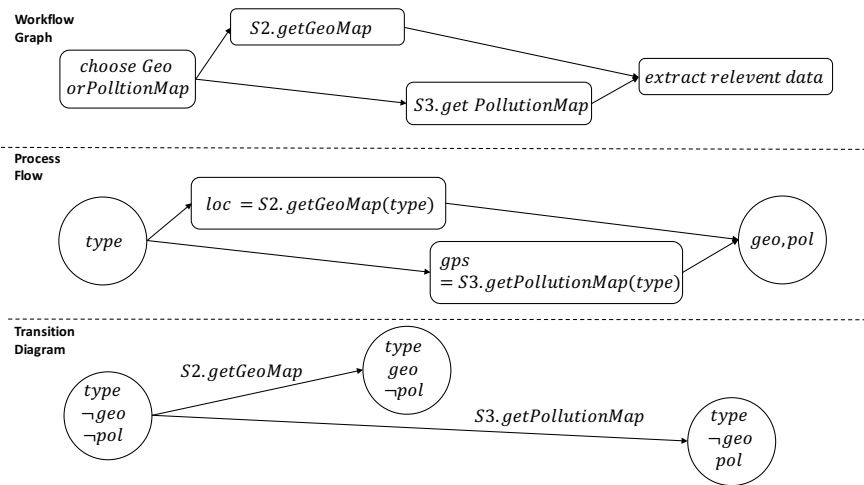 Workflow
Graph
S2.getGeoMap
choose Geo
orPolltionMap
extract relevent data
S3.get PollutionMap
Process
Flow
loc = S2.getGeoMap(type)
type
geo,pol
gps
= S3.getPollutionMap(type)
Transition
Diagram
type
geo
¬pol
S2.getGeoMap
type
¬geo
¬pol
S3.getPollutionMap
type
¬geo
pol